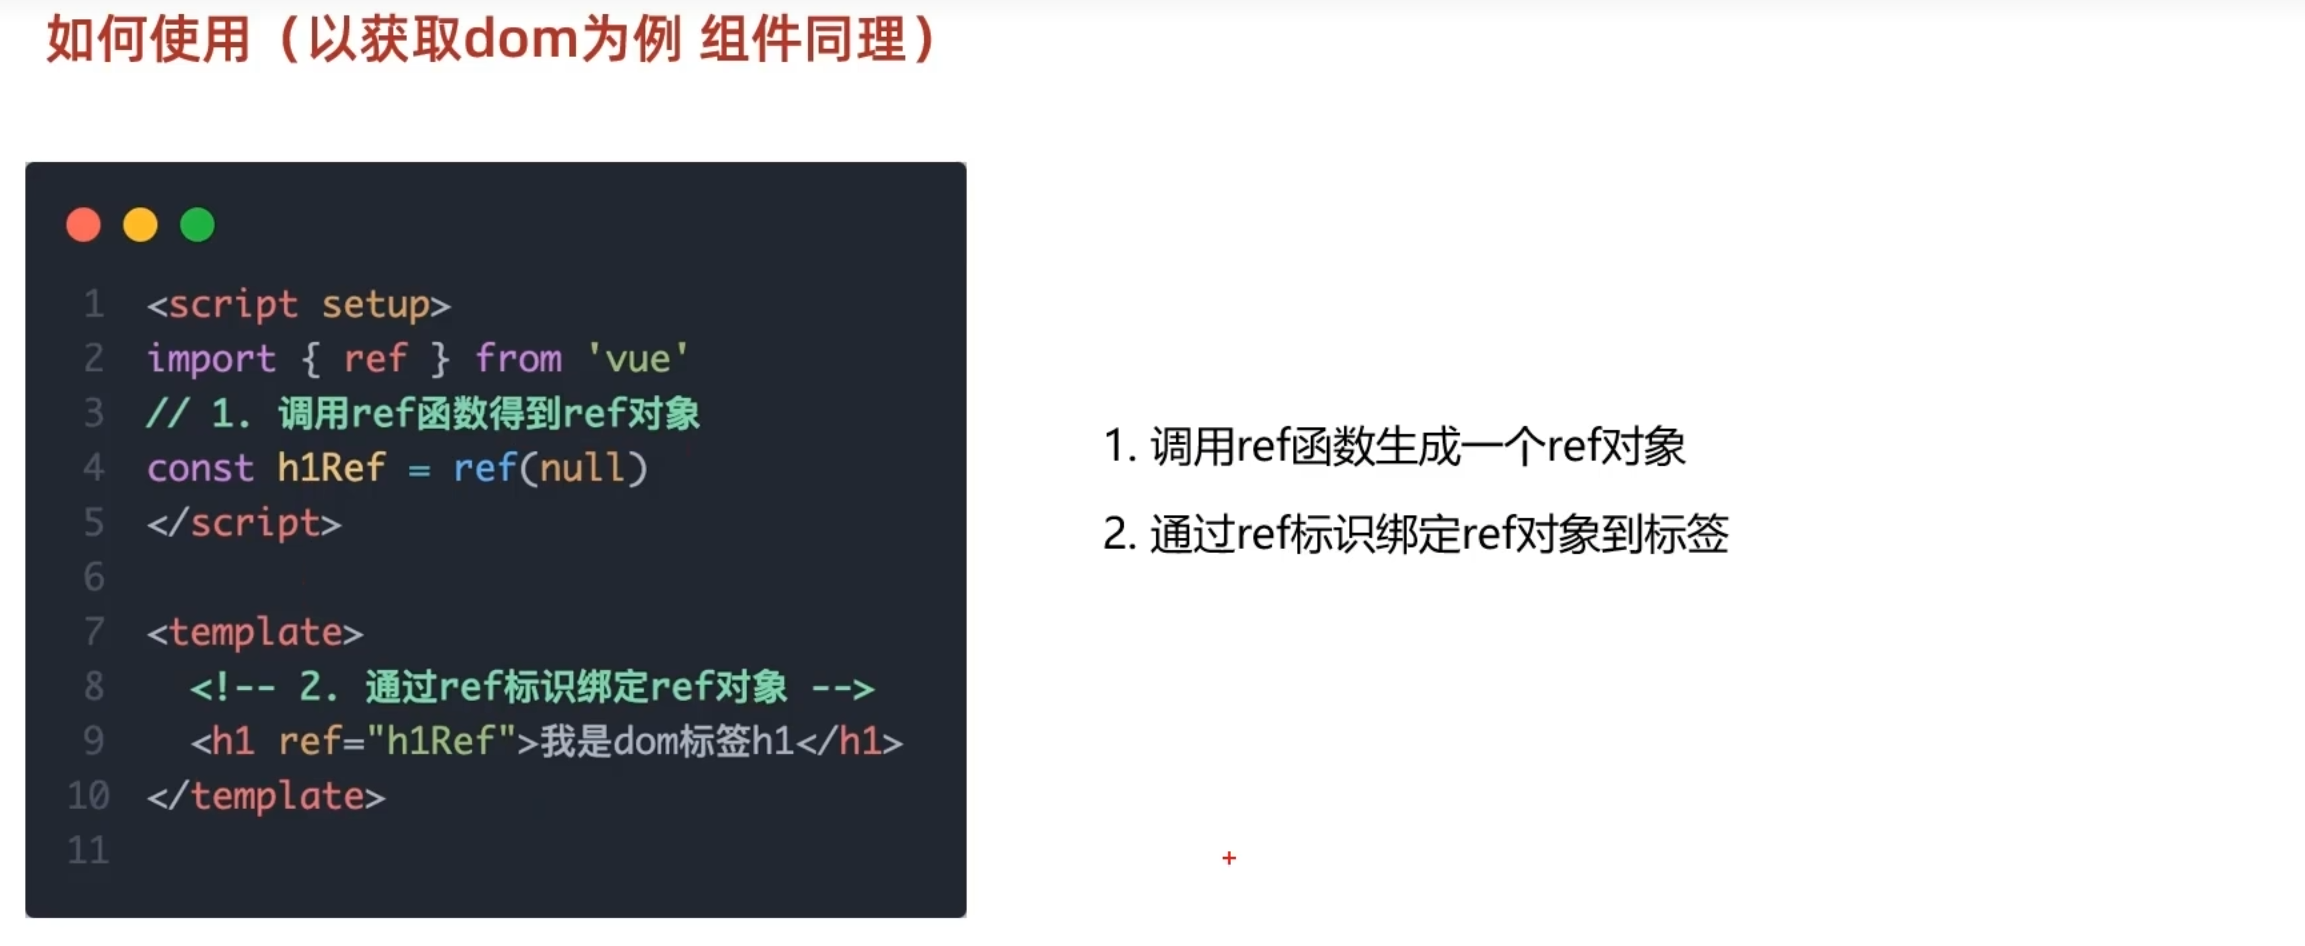 如何使用（以获取dom为例 组件同理）
1 <script setup>
2 import { ref } from 'vue'
3 // 1. 调用ref函数得到ref对象
4 const h1Ref = ref(null)
5 </script>
6
7 <template>
8   <!-- 2. 通过ref标识绑定ref对象 -->
9   <h1 ref="h1Ref">我是dom标签h1</h1>
10 </template>
11
1. 调用ref函数生成一个ref对象
2. 通过ref标识绑定ref对象到标签